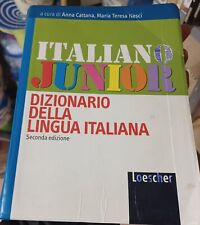 a cura di Anna Cattana, Maria Teresa Nesci
ITALIANO
JUNIOR
DIZIONARIO
DELLA
LINGUA ITALIANA
Seconda edizione
Loescher